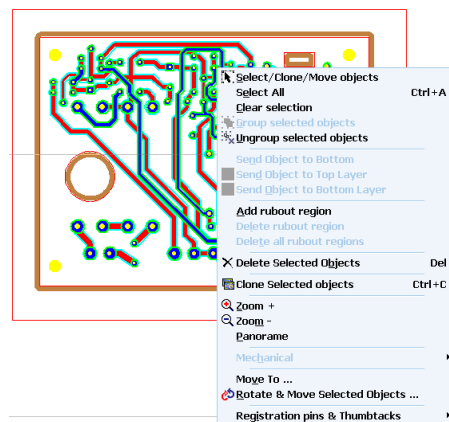 Select/Clone/Move objects
Select All Ctrl+A
Clear selection
Group selected objects
Ungroup selected objects
Send Object to Bottom
Send Object to Top Layer
Send Object to Bottom Layer
Add rubout region
Delete rubout region
Delete all rubout regions
Delete Selected Objects Del
Clone Selected objects Ctrl+C
Zoom +
Zoom -
Panorame
Mechanical
Move To ...
Rotate & Move Selected Objects ...
Registration pins & Thumbtacks